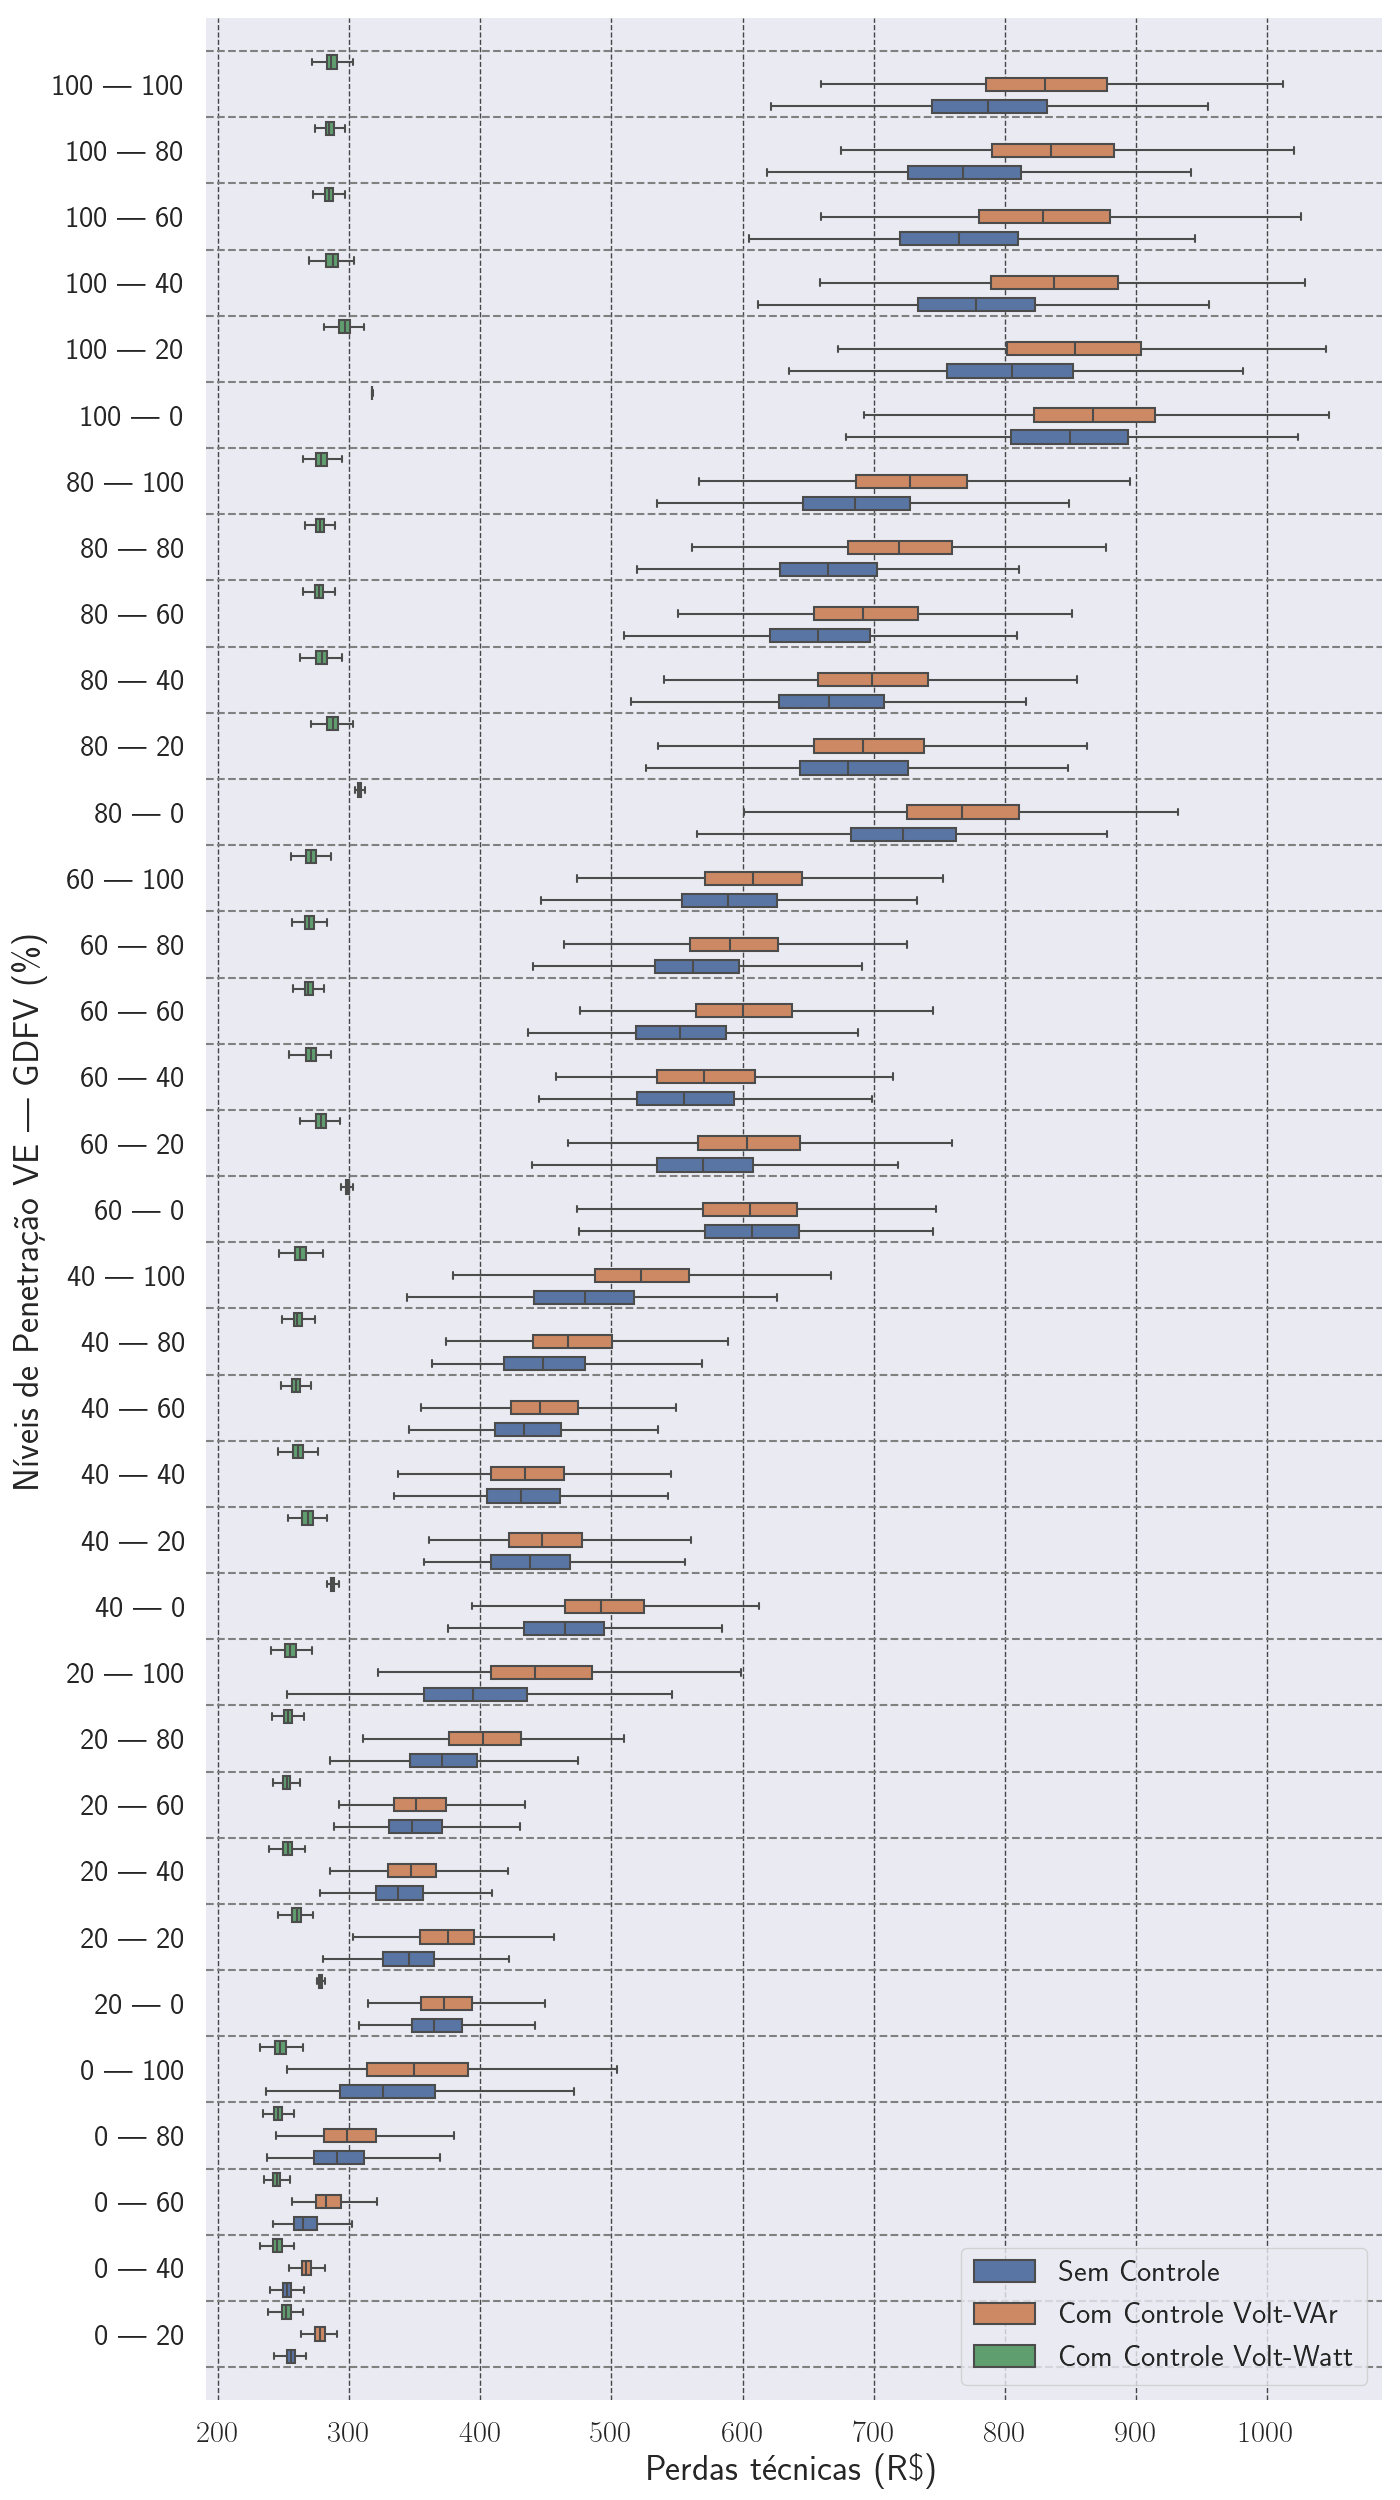 100 — 100
100 — 80
100 — 60
100 — 40
100 — 20
100 — 0
80 — 100
80 — 80
80 — 60
80 — 40
80 — 20
80 — 0
60 — 100
60 — 80
60 — 60
60 — 40
60 — 20
60 — 0
40 — 100
40 — 80
40 — 60
40 — 40
40 — 20
40 — 0
20 — 100
20 — 80
20 — 60
20 — 40
20 — 20
20 — 0
0 — 100
0 — 80
0 — 60
0 — 40
0 — 20
Níveis de Penetração VE — GDFV (%)
Sem Controle
Com Controle Volt-VAr
Com Controle Volt-Watt
200 300 400 500 600 700 800 900 1000
Perdas técnicas (R$)